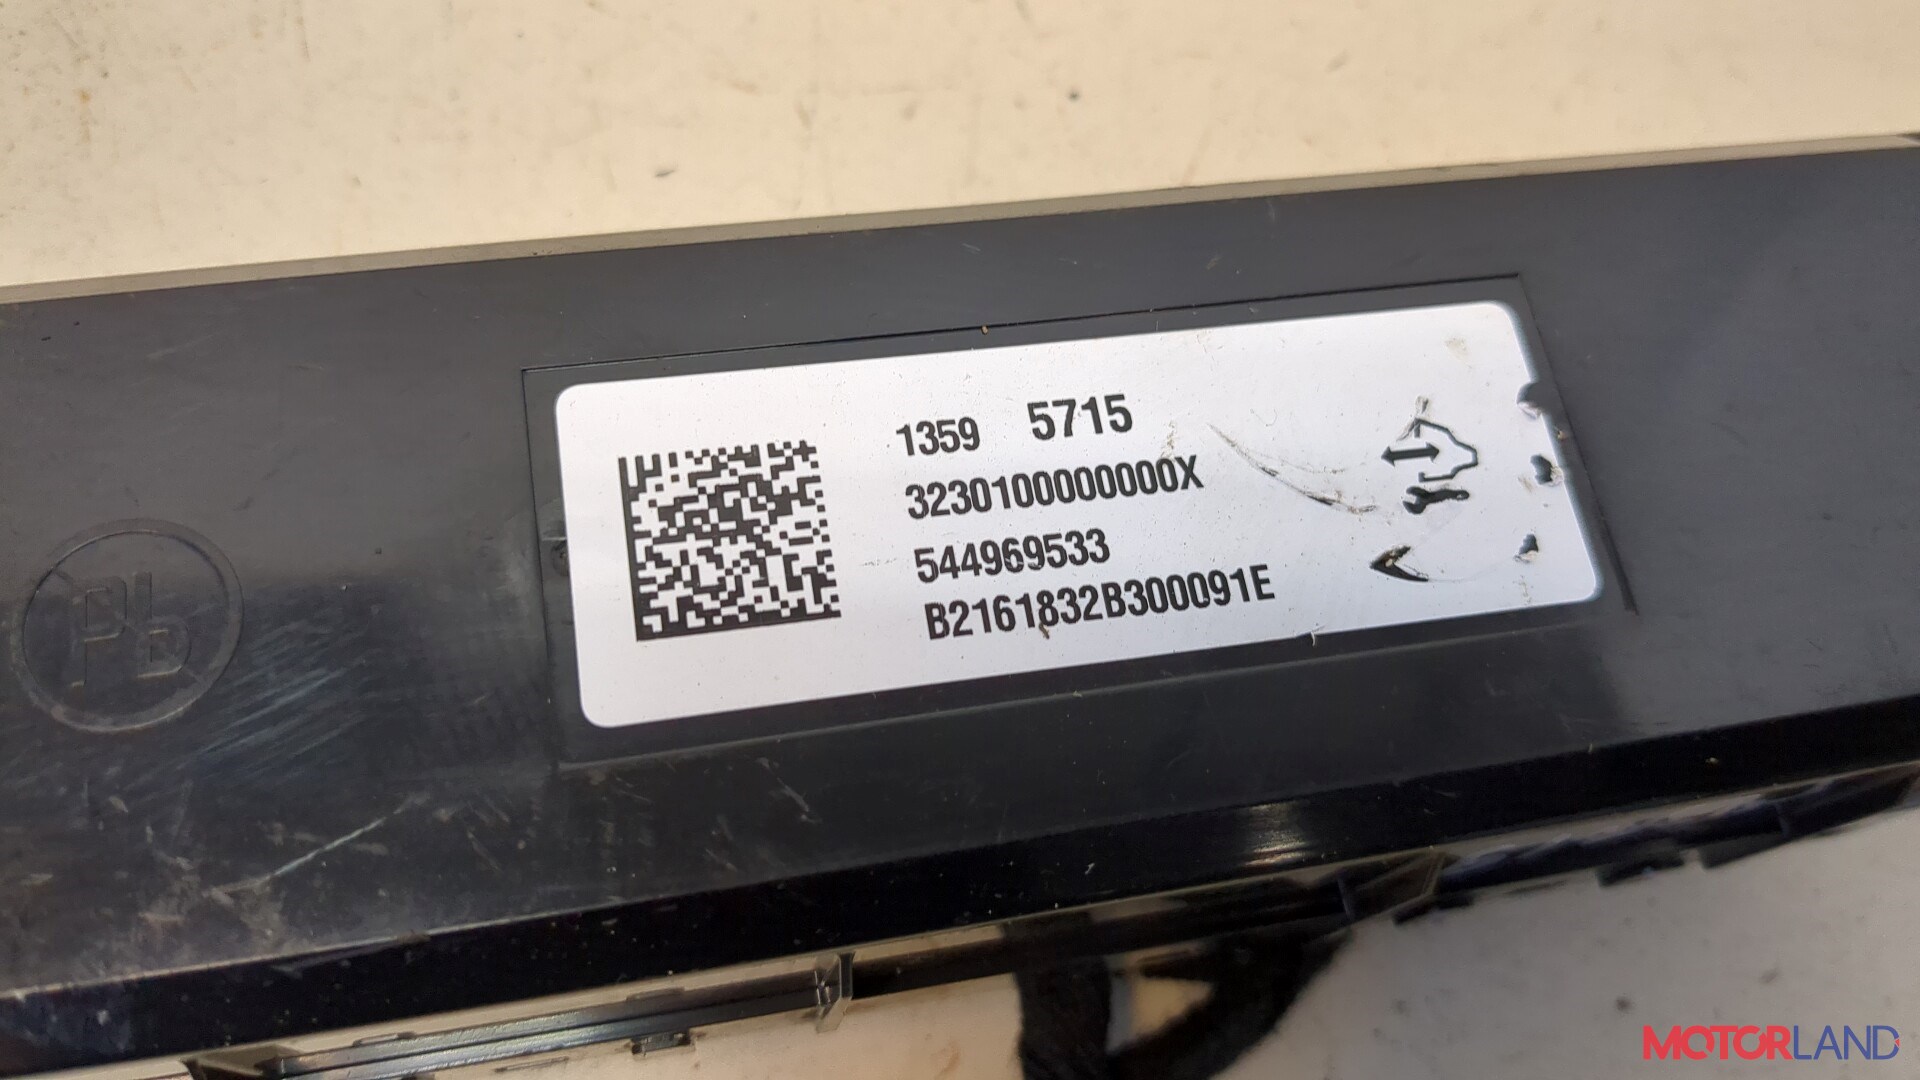 1359 5715
3230100000000X
544969533
B2161832B300091E
Pb
MOTORLAND